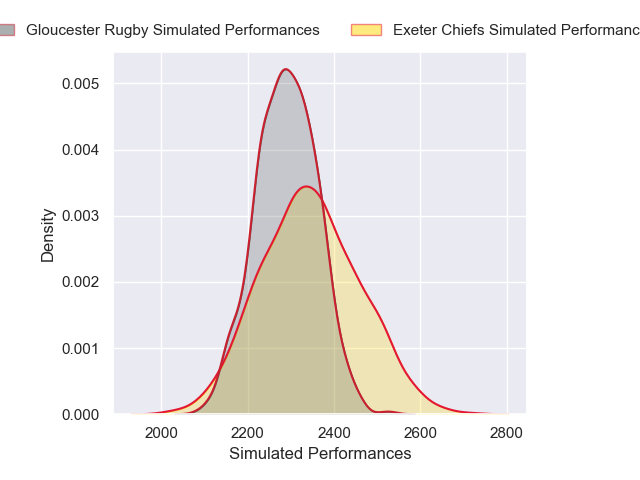 Gloucester Rugby Simulated Performances Exeter Chiefs Simulated
0.005
0.004
0.003
0.002
0.001
0.000
Density
2000 2200 2400 2600 2800
Simulated Performances